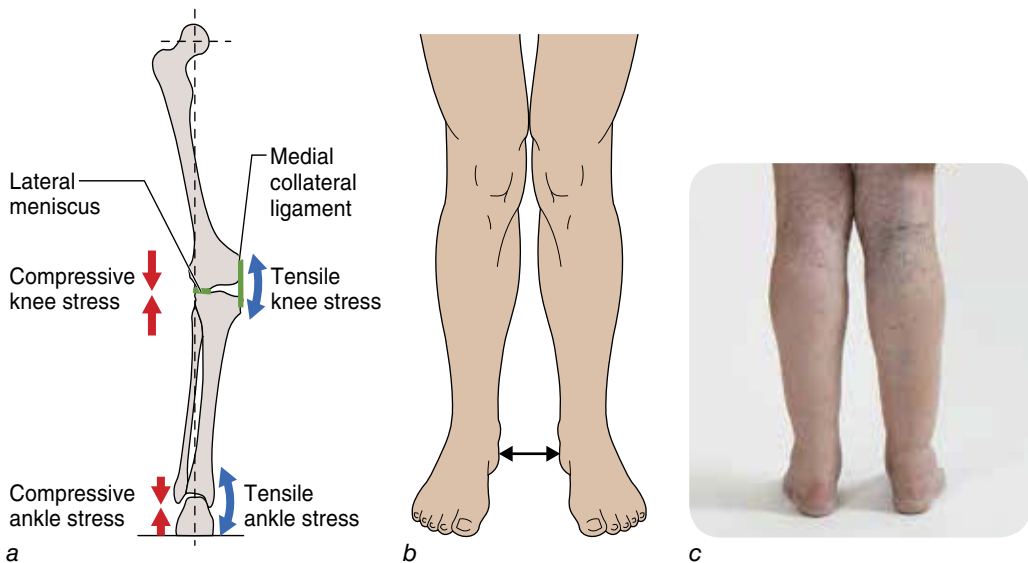 Lateral
meniscus
Medial
collateral
ligament
Compressive
knee stress
Tensile
knee stress
Compressive
ankle stress
Tensile
ankle stress
a
b
c